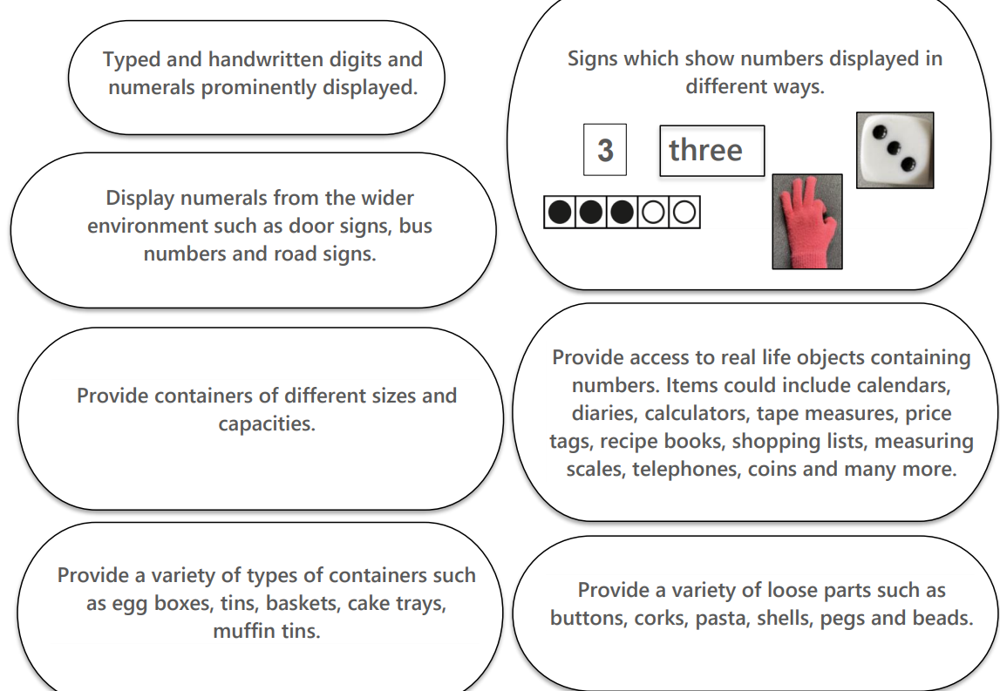 Typed and handwritten digits and
numerals prominently displayed.
Signs which show numbers displayed in
different ways.
3
three
Display numerals from the wider
environment such as door signs, bus
numbers and road signs.
Provide containers of different sizes and
capacities.
Provide access to real life objects containing
numbers. Items could include calendars,
diaries, calculators, tape measures, price
tags, recipe books, shopping lists, measuring
scales, telephones, coins and many more.
Provide a variety of types of containers such
as egg boxes, tins, baskets, cake trays,
muffin tins.
Provide a variety of loose parts such as
buttons, corks, pasta, shells, pegs and beads.